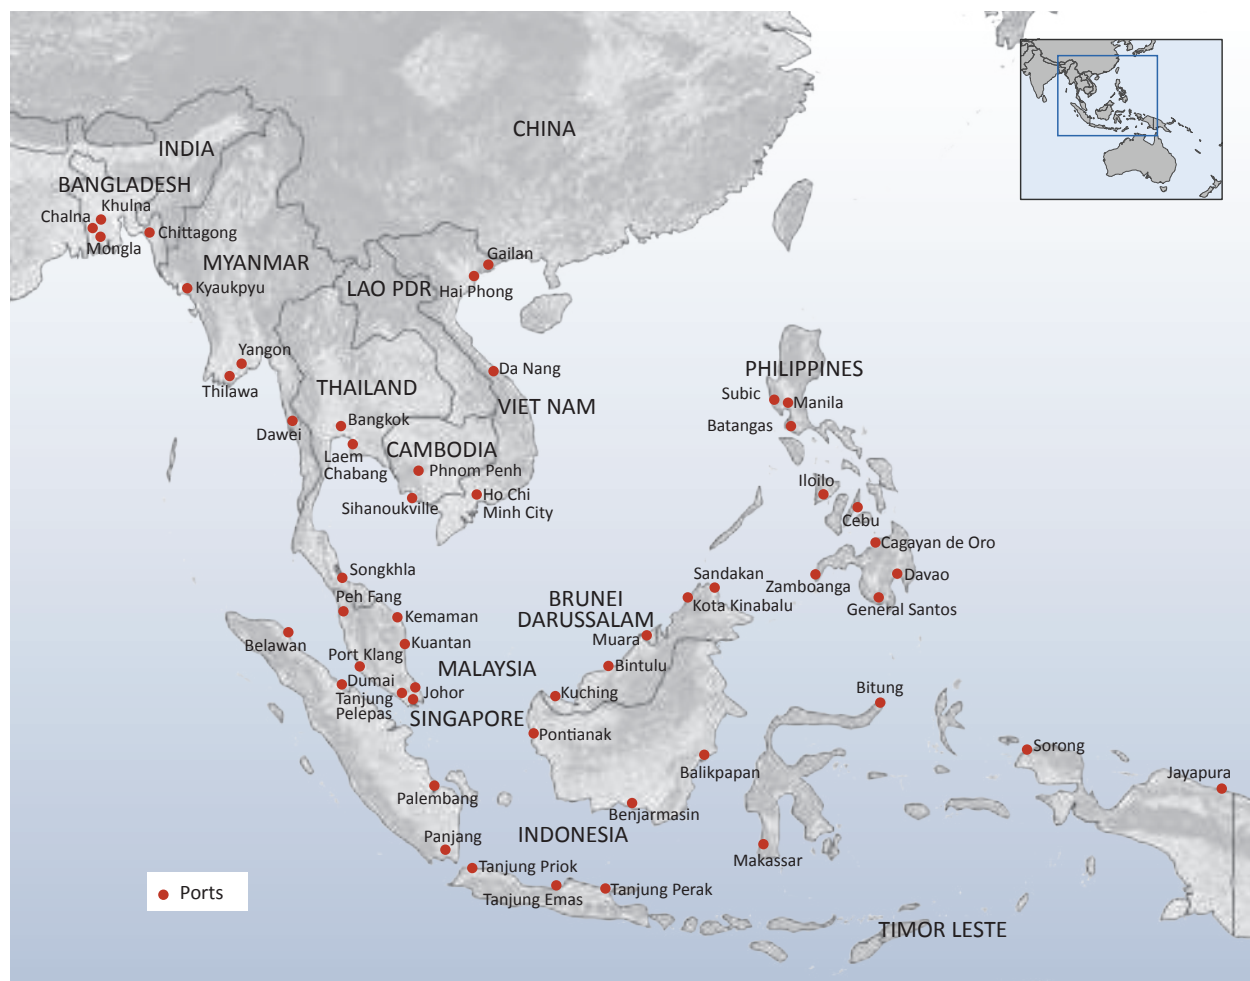 CHINA
INDIA
BANGLADESH
Khulna
Chalna
Chittagong
Mongla
MYANMAR
Gailan
LAO PDR
Kyaukpyu
Hai Phong
Yangon
Thilawa
Da Nang
PHILIPPINES
THAILAND
Subic
Manila
VIET NAM
Bangkok
Batangas
Dawei
CAMBODIA
Laem
Chabang
Phnom Penh
Iloilo
Ho Chi
Minh City
Sihanoukville
Cebu
Cagayan de Oro
Songkhla
Sandakan
Zamboanga
Davao
Peh Fang
BRUNEI
DARUSSALAM
Kota Kinabalu
General Santos
Kemaman
Muara
Belawan
Kuantan
Port Klang
MALAYSIA
Bintulu
Dumai
Johor
Kuching
Bitung
Tanjung
Pelepas
SINGAPORE
Pontianak
Sorong
Balikpapan
Jayapura
Palembang
Benjarmasin
Panjang
INDONESIA
Makassar
Tanjung Priok
Tanjung Perak
Tanjung Emas
Ports
TIMOR LESTE